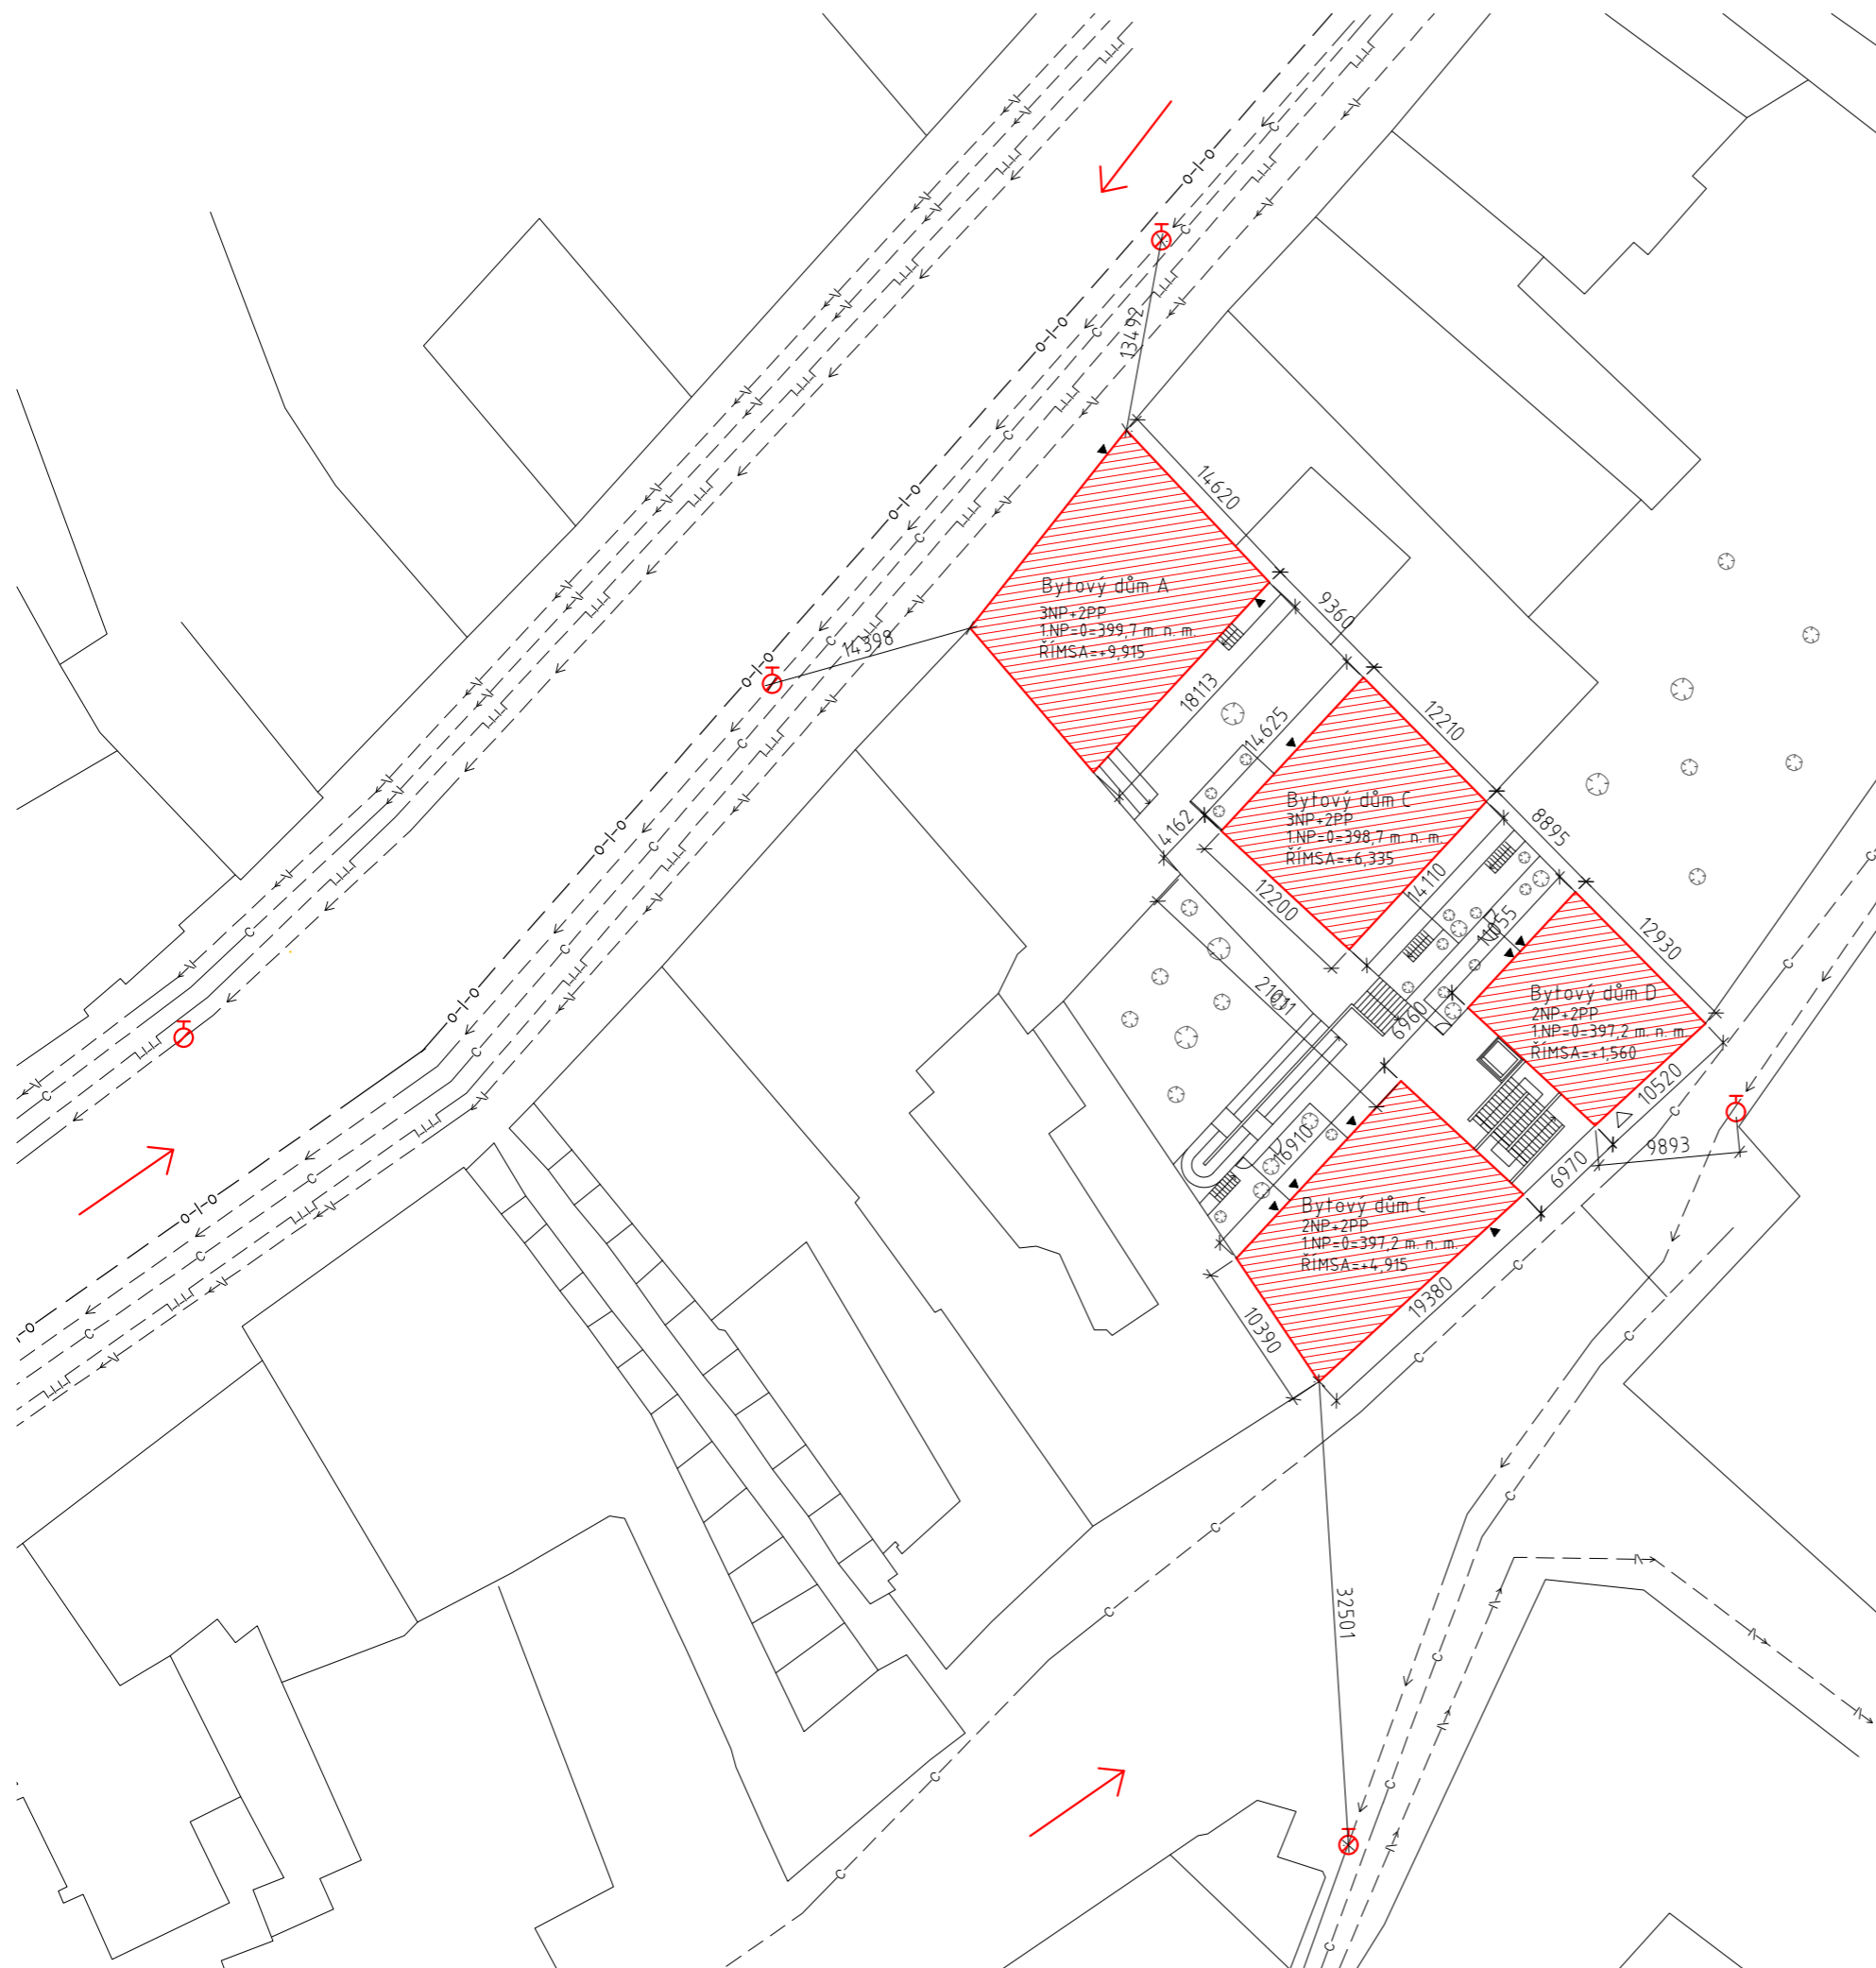 13492
14620
Bytový dům A
3NP+2PP
1.NP=0=399,7 m. n. m.
ŘÍMSA=+9,915
9360
14398
18113
14625
12210
Bytový dům C
3NP+2PP
1.NP=0=398,7 m. n. m.
ŘÍMSA=+6,335
4162
8895
12200
14110
11055
12930
21011
6960
Bytový dům D
2NP+2PP
1.NP=0=397,2 m. n. m.
ŘÍMSA=+1,560
10520
9893
16910
6970
Bytový dům C
2NP+2PP
1.NP=0=397,2 m. n. m.
ŘÍMSA=+4,915
10390
19380
32501